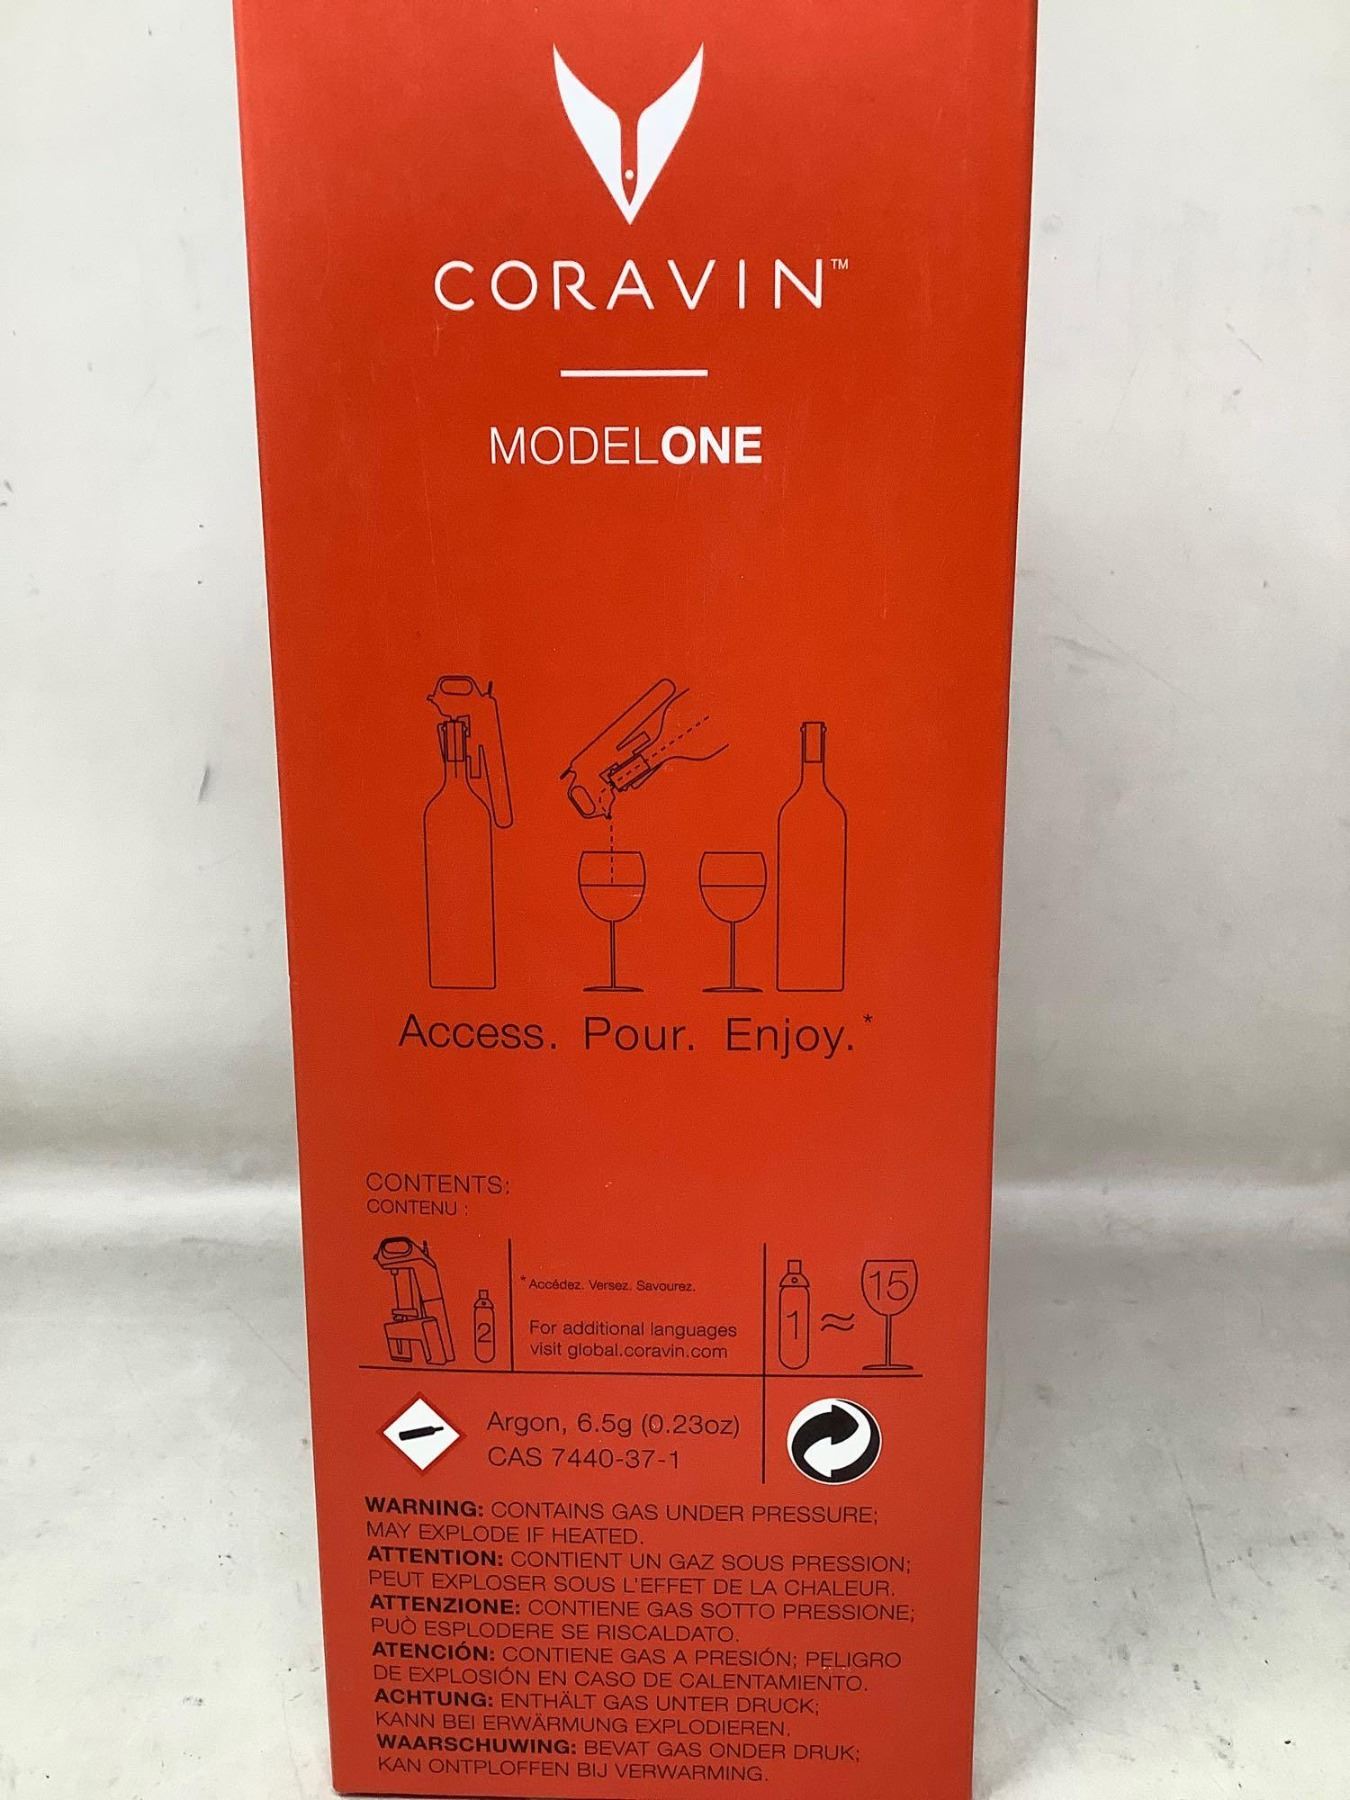 CORAVIN™
MODELONE
Access. Pour. Enjoy.*
CONTENTS:
CONTENU :
2
*Accédez. Versez. Savourez.
For additional languages
visit global.coravin.com
1 ≈ 15
Argon, 6.5g (0.23oz)
CAS 7440-37-1
WARNING: CONTAINS GAS UNDER PRESSURE;
MAY EXPLODE IF HEATED.
ATTENTION: CONTIENT UN GAZ SOUS PRESSION;
PEUT EXPLOSER SOUS L'EFFET DE LA CHALEUR.
ATTENZIONE: CONTIENE GAS SOTTO PRESSIONE;
PUÒ ESPLODERE SE RISCALDATO.
ATENCIÓN: CONTIENE GAS A PRESIÓN; PELIGRO
DE EXPLOSIÓN EN CASO DE CALENTAMIENTO.
ACHTUNG: ENTHÄLT GAS UNTER DRUCK;
KANN BEI ERWÄRMUNG EXPLODIEREN.
WAARSCHUWING: BEVAT GAS ONDER DRUK;
KAN ONTPLOFFEN BIJ VERWARMING.